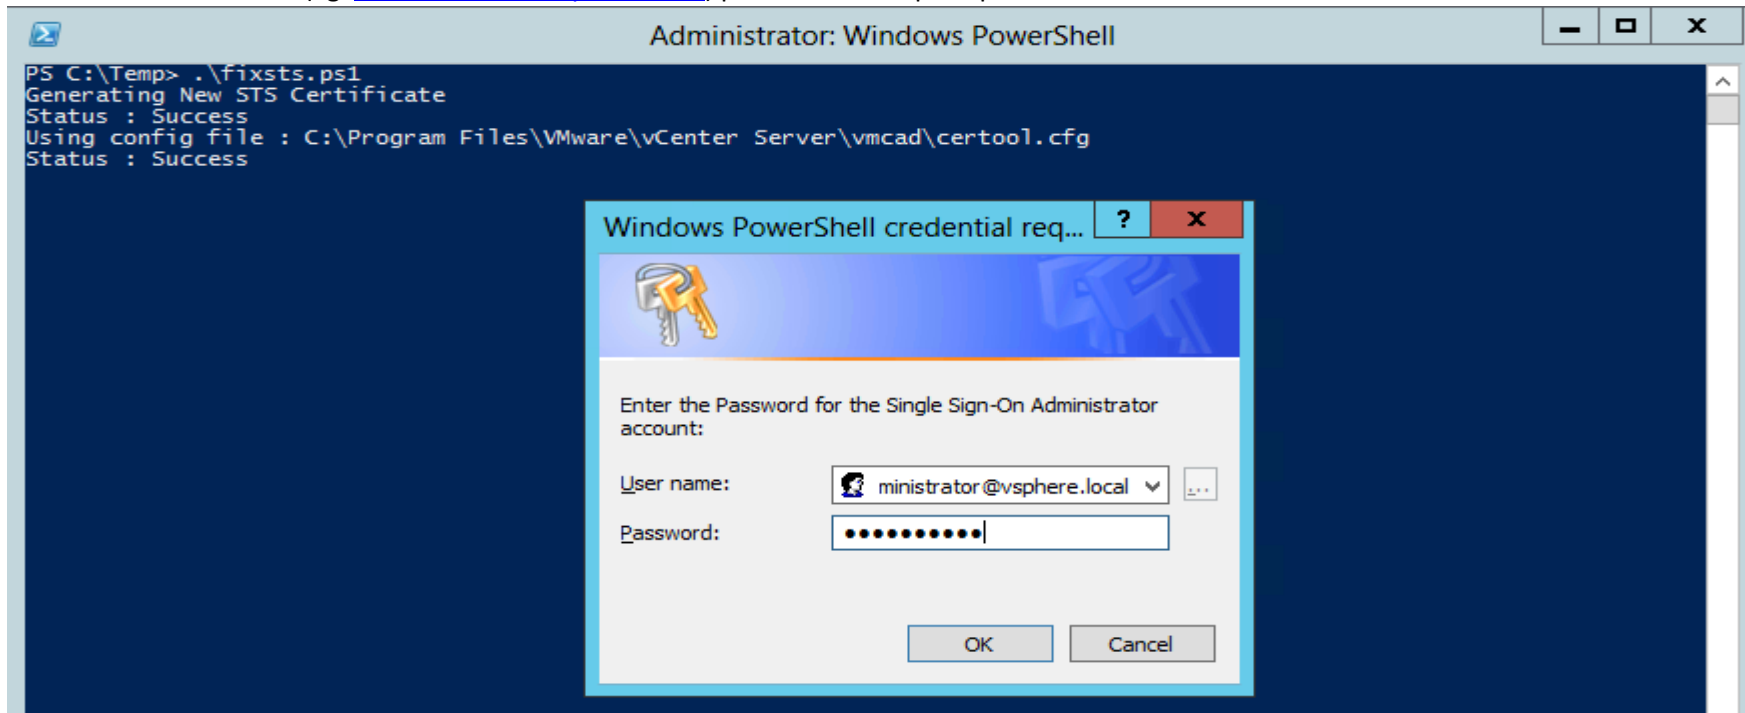 Administrator: Windows PowerShell
PS C:\Temp> .\fixsts.ps1
Generating New STS Certificate
Status : Success
Using config file : C:\Program Files\VMware\vCenter Server\vmcad\certool.cfg
Status : Success
Windows PowerShell credential req...
Enter the Password for the Single Sign-On Administrator
account:
User name: ministrator@vsphere.local ...
Password: ●●●●●●●●●●
OK Cancel